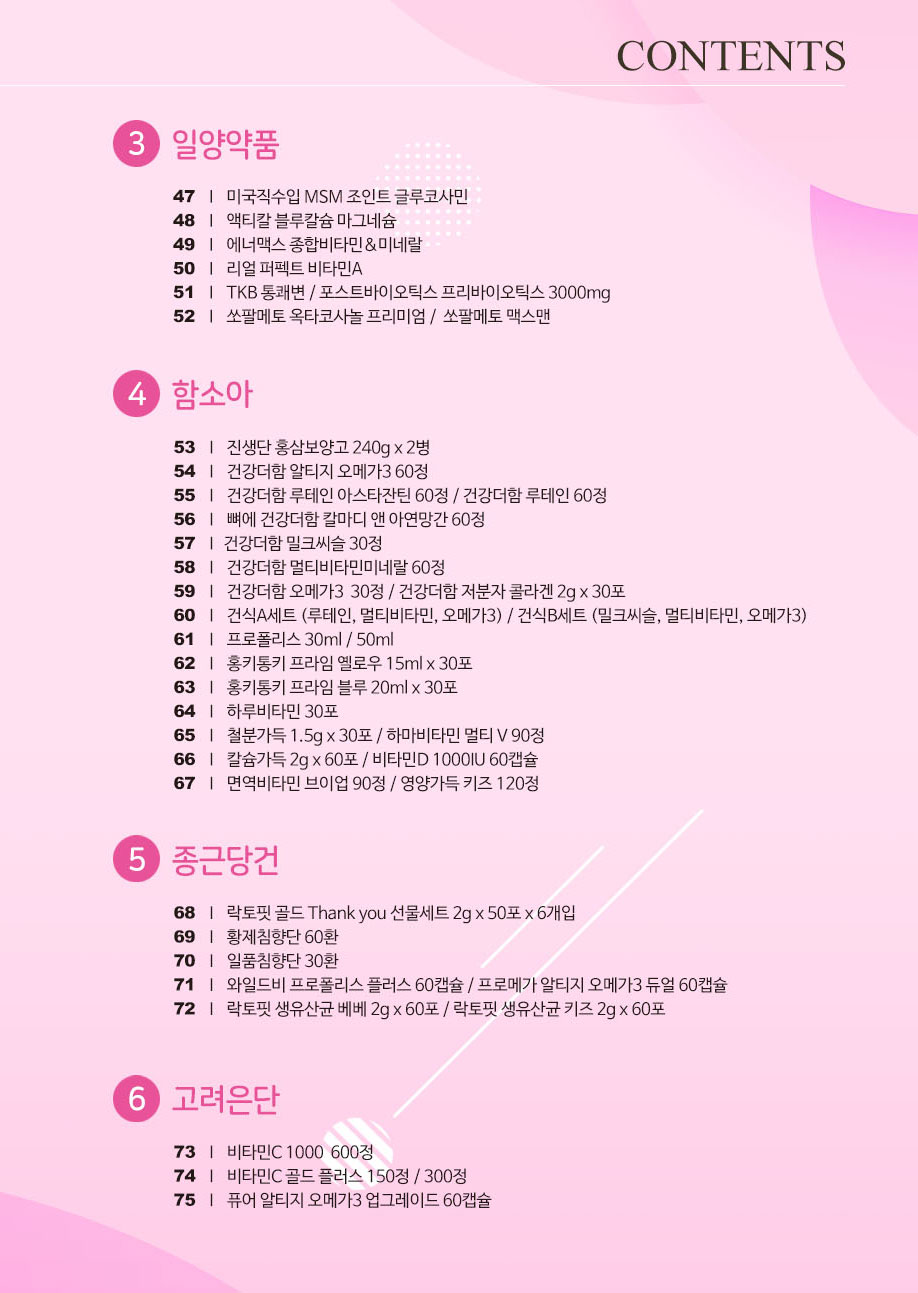 CONTENTS
3 일양약품
47 | 미국직수입 MSM 조인트 글루코사민
48 | 액티칼 블루칼슘 마그네슘
49 | 에너맥스 종합비타민&미네랄
50 | 리얼 퍼펙트 비타민A
51 | TKB 통쾌변 / 포스트바이오틱스 프리바이오틱스 3000mg
52 | 쏘팔메토 옥타코사놀 프리미엄 / 쏘팔메토 맥스맨
4 함소아
53 | 진생단 홍삼보양고 240g x 2병
54 | 건강더함 알티지 오메가3 60정
55 | 건강더함 루테인 아스타잔틴 60정 / 건강더함 루테인 60정
56 | 뼈에 건강더함 칼마디 앤 아연망간 60정
57 | 건강더함 밀크씨슬 30정
58 | 건강더함 멀티비타민미네랄 60정
59 | 건강더함 오메가3 30정 / 건강더함 저분자 콜라겐 2g x 30포
60 | 건식A세트 (루테인, 멀티비타민, 오메가3) / 건식B세트 (밀크씨슬, 멀티비타민, 오메가3)
61 | 프로폴리스 30ml / 50ml
62 | 홍키통키 프라임 옐로우 15ml x 30포
63 | 홍키통키 프라임 블루 20ml x 30포
64 | 하루비타민 30포
65 | 철분가득 1.5g x 30포 / 하마비타민 멀티 V 90정
66 | 칼슘가득 2g x 60포 / 비타민D 1000IU 60캡슐
67 | 면역비타민 브이업 90정 / 영양가득 키즈 120정
5 종근당건
68 | 락토핏 골드 Thank you 선물세트 2g x 50포 x 6개입
69 | 황제침향단 60환
70 | 일품침향단 30환
71 | 와일드비 프로폴리스 플러스 60캡슐 / 프로메가 알티지 오메가3 듀얼 60캡슐
72 | 락토핏 생유산균 베베 2g x 60포 / 락토핏 생유산균 키즈 2g x 60포
6 고려은단
73 | 비타민C 1000 600정
74 | 비타민C 골드 플러스 150정 / 300정
75 | 퓨어 알티지 오메가3 업그레이드 60캡슐